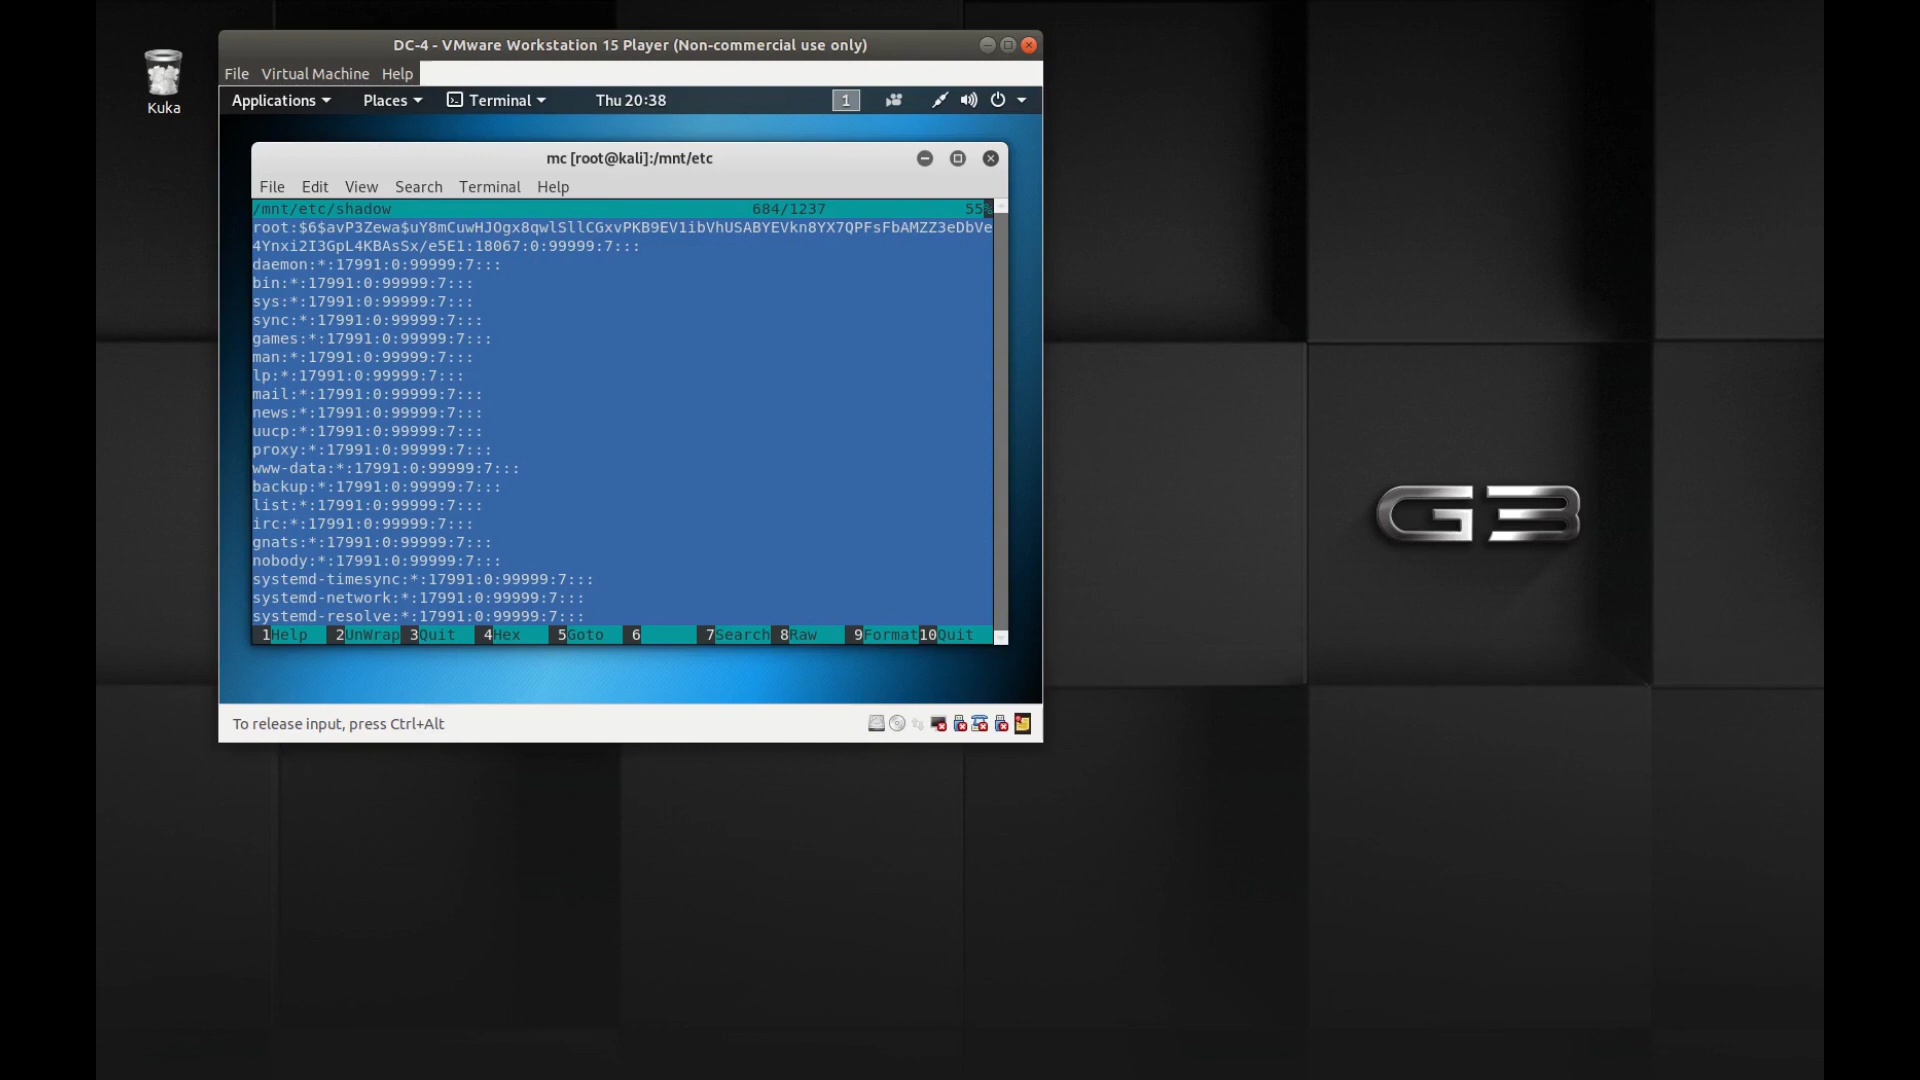 Kuka
DC-4 - VMware Workstation 15 Player (Non-commercial use only)
File Virtual Machine Help
Applications Places Terminal Thu 20:38 1
mc [root@kali]:/mnt/etc
File Edit View Search Terminal Help
/mnt/etc/shadow 684/1237 55%
root:$6$avP3Zewa$uY8mCuwHJOgx8qwlSllCGxvPKB9EV1ibVhUSABYEVkn8YX7QPFsFbAMZZ3eDbVe
4Ynxi2I3GpL4KBAsSx/e5E1:18067:0:99999:7:::
daemon:*:17991:0:99999:7:::
bin:*:17991:0:99999:7:::
sys:*:17991:0:99999:7:::
sync:*:17991:0:99999:7:::
games:*:17991:0:99999:7:::
man:*:17991:0:99999:7:::
lp:*:17991:0:99999:7:::
mail:*:17991:0:99999:7:::
news:*:17991:0:99999:7:::
uucp:*:17991:0:99999:7:::
proxy:*:17991:0:99999:7:::
www-data:*:17991:0:99999:7:::
backup:*:17991:0:99999:7:::
list:*:17991:0:99999:7:::
irc:*:17991:0:99999:7:::
gnats:*:17991:0:99999:7:::
nobody:*:17991:0:99999:7:::
systemd-timesync:*:17991:0:99999:7:::
systemd-network:*:17991:0:99999:7:::
systemd-resolve:*:17991:0:99999:7:::
1Help 2UnWrap 3Quit 4Hex 5Goto 6 7Search 8Raw 9Format 10Quit
To release input, press Ctrl+Alt
G3